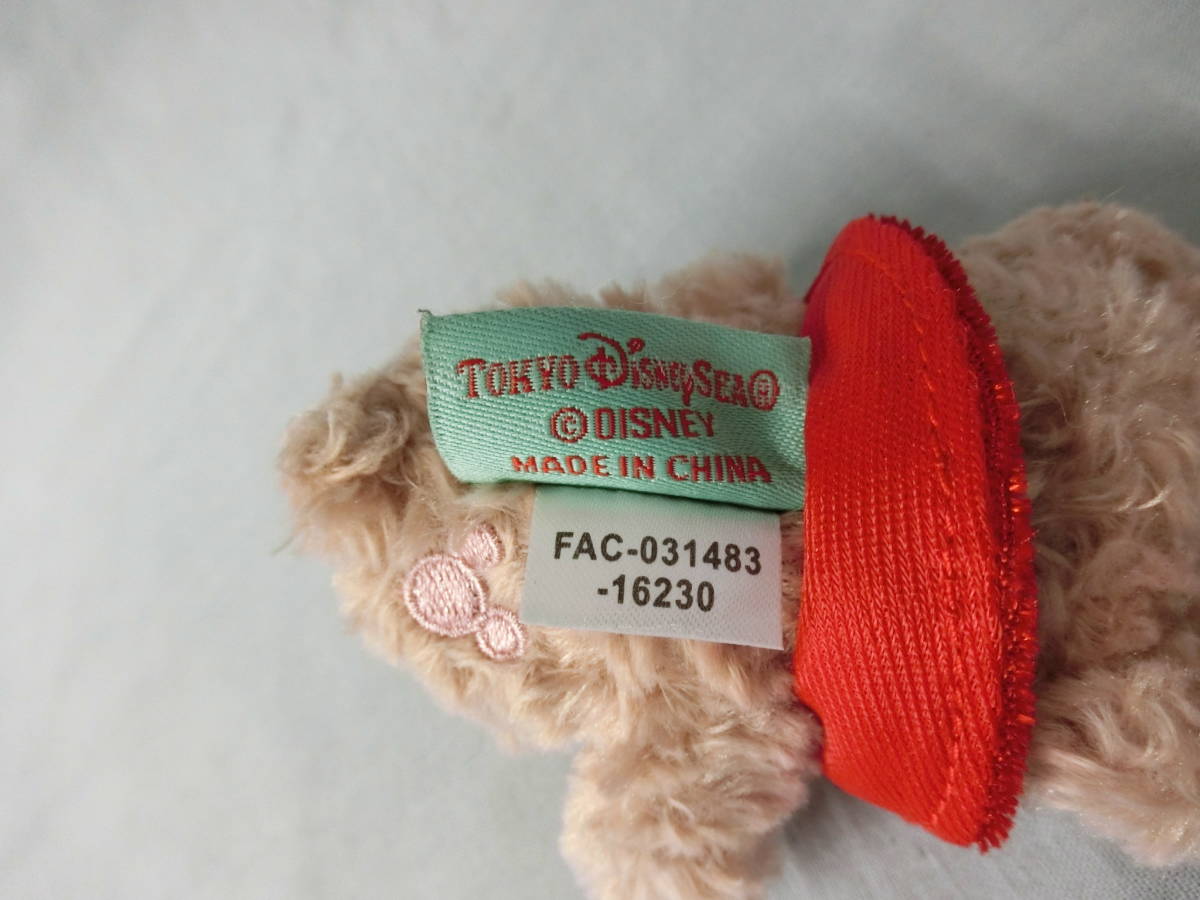 TOKYO DISNEYSEA®
©DISNEY
MADE IN CHINA
FAC-031483
-16230